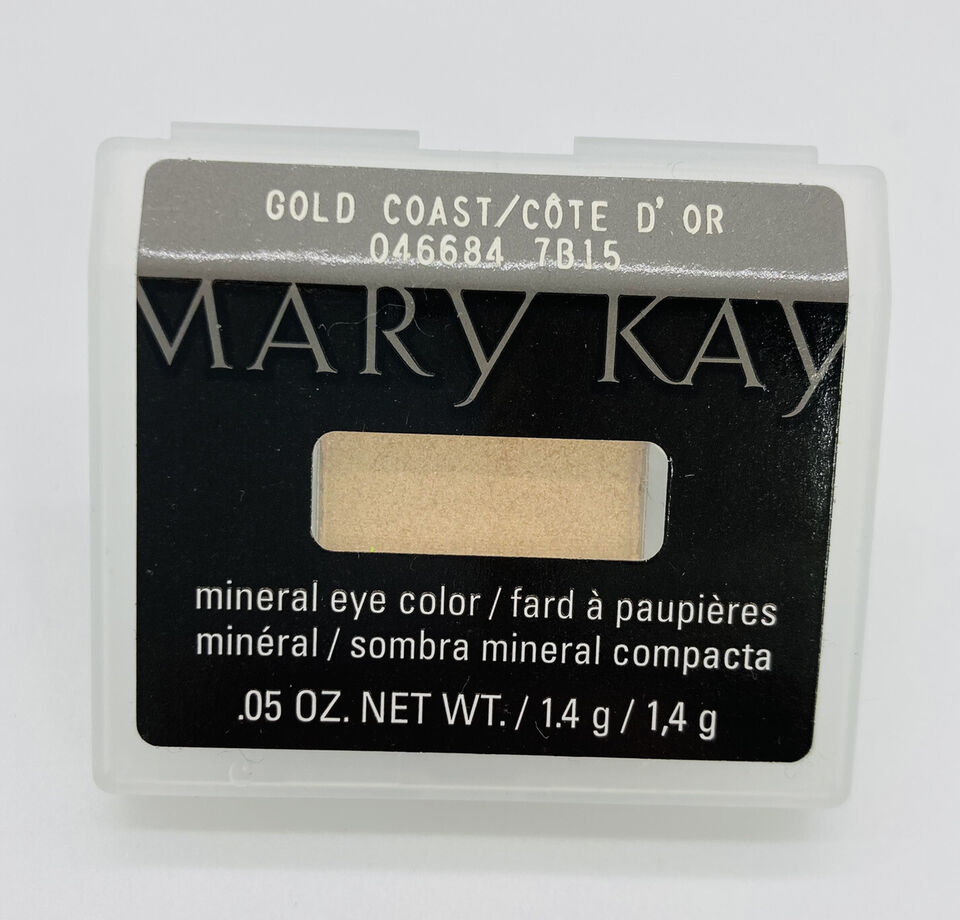 GOLD COAST/CÔTE D'OR
046684 7B15
MARY KAY
mineral eye color / fard à paupières
minéral / sombra mineral compacta
.05 OZ. NET WT. / 1.4 g / 1,4 g